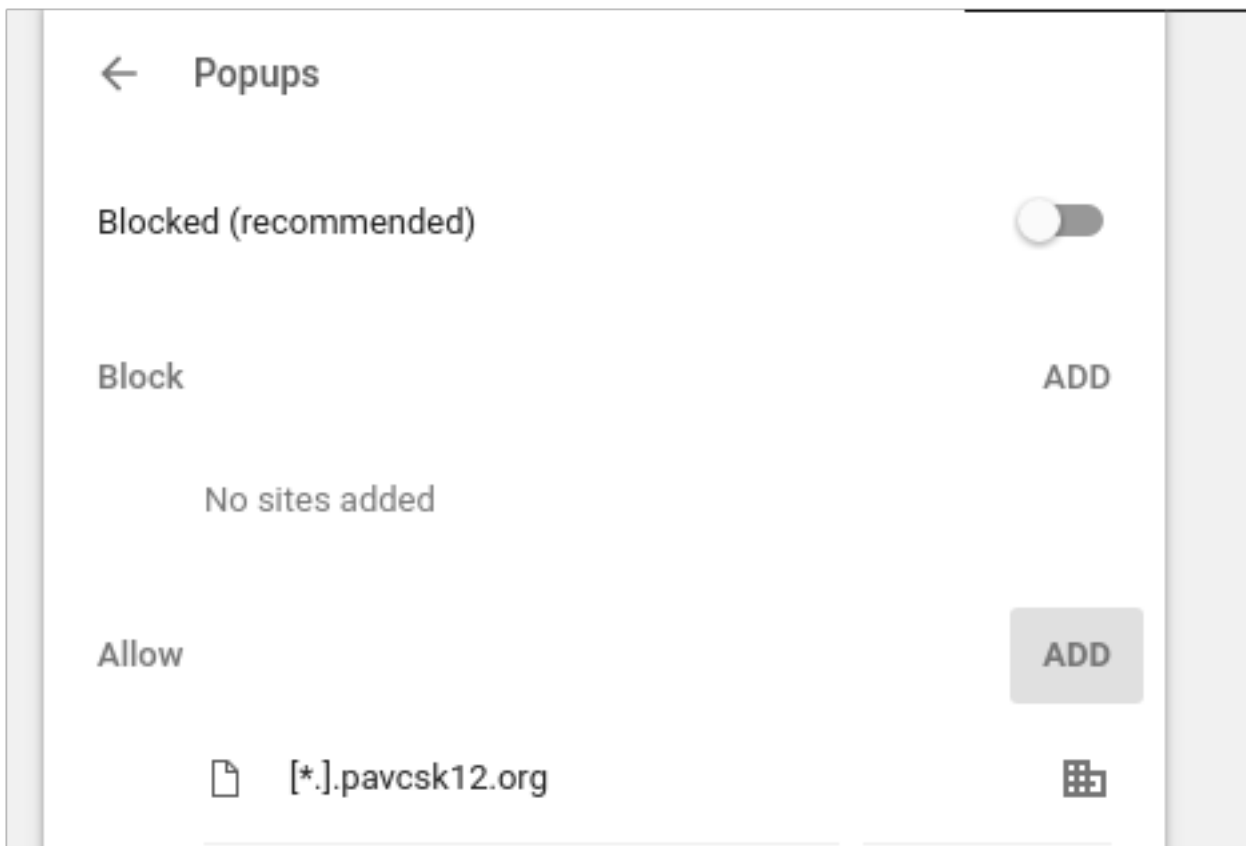 Popups
Blocked (recommended)
Block ADD
No sites added
Allow ADD
[*.].pavcsk12.org